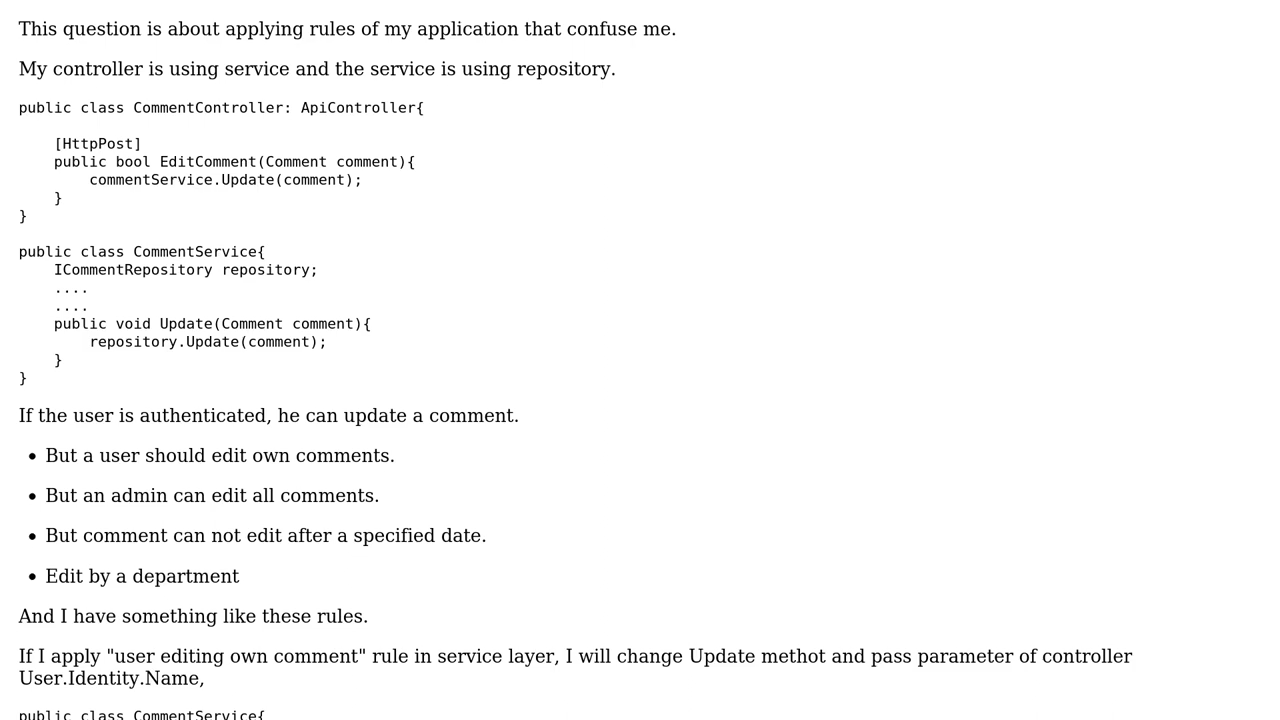 This question is about applying rules of my application that confuse me.
My controller is using service and the service is using repository.
public class CommentController: ApiController{
    [HttpPost]
    public bool EditComment(Comment comment){
        commentService.Update(comment);
    }
}
public class CommentService{
    ICommentRepository repository;
    ....
    ....
    public void Update(Comment comment){
        repository.Update(comment);
    }
}
If the user is authenticated, he can update a comment.
• But a user should edit own comments.
• But an admin can edit all comments.
• But comment can not edit after a specified date.
• Edit by a department
And I have something like these rules.
If I apply "user editing own comment" rule in service layer, I will change Update methot and pass parameter of controller
User.Identity.Name,
public class CommentService{